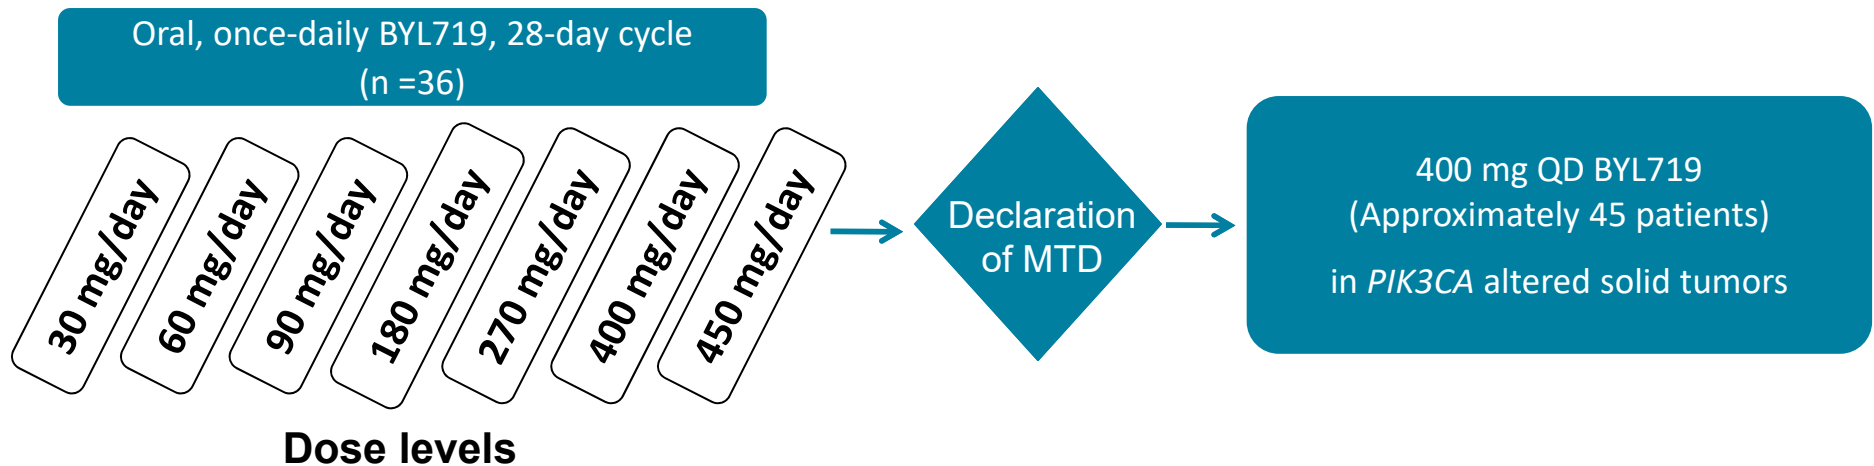 Oral, once-daily BYL719, 28-day cycle
(n =36)
30 mg/day
60 mg/day
90 mg/day
180 mg/day
270 mg/day
400 mg/day
450 mg/day
Dose levels
Declaration
of MTD
400 mg QD BYL719
(Approximately 45 patients)
in PIK3CA altered solid tumors